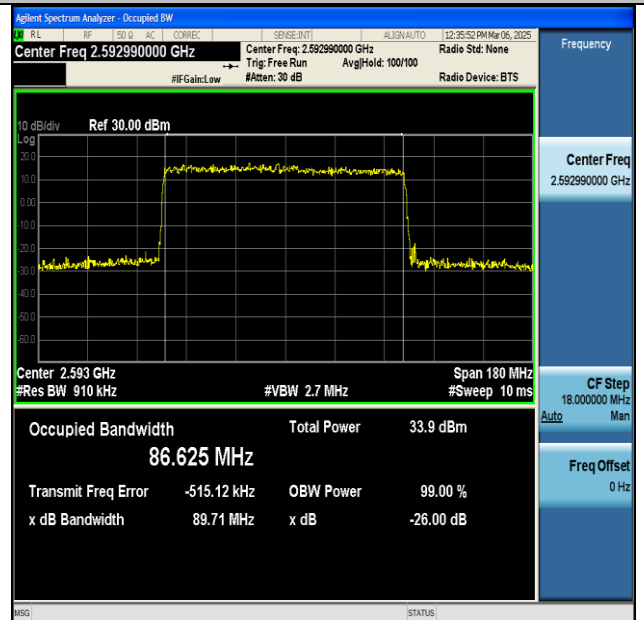 Agilent Spectrum Analyzer - Occupied BW
LXI RL RF 50 Ω AC CORREC SENSE:INT ALIGN AUTO 12:35:52 PM Mar 06, 2025
Center Freq 2.592990000 GHz
Center Freq: 2.592990000 GHz
Radio Std: None
Trig: Free Run Avg|Hold: 100/100
#IFGain:Low #Atten: 30 dB Radio Device: BTS
Frequency
10 dB/div Ref 30.00 dBm
Log
20.0
10.0
0.00
-10.0
-20.0
-30.0
-40.0
-50.0
-60.0
Center 2.593 GHz Span 180 MHz
#Res BW 910 kHz #VBW 2.7 MHz #Sweep 10 ms
Center Freq
2.592990000 GHz
CF Step
18.000000 MHz
Auto Man
Freq Offset
0 Hz
Occupied Bandwidth Total Power 33.9 dBm
86.625 MHz
Transmit Freq Error -515.12 kHz OBW Power 99.00 %
x dB Bandwidth 89.71 MHz x dB -26.00 dB
MSG STATUS